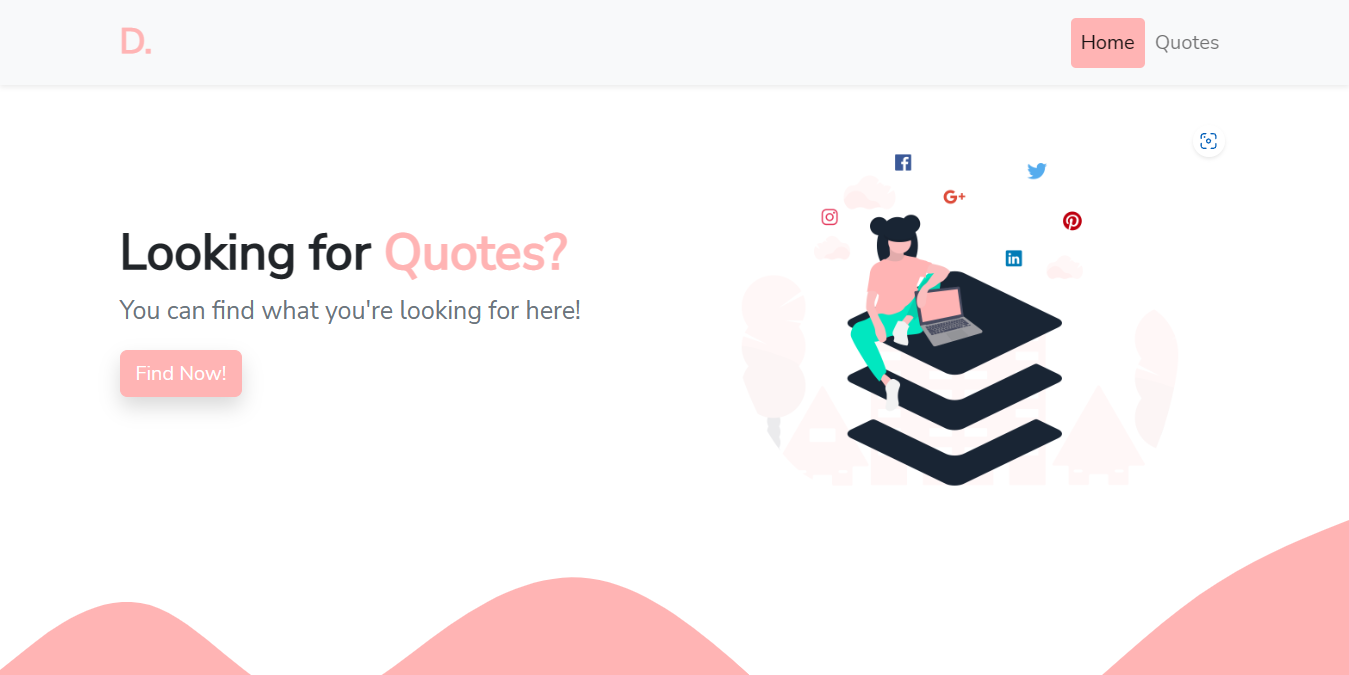 D.
Home
Quotes
Looking for Quotes?
You can find what you're looking for here!
Find Now!
G+
in